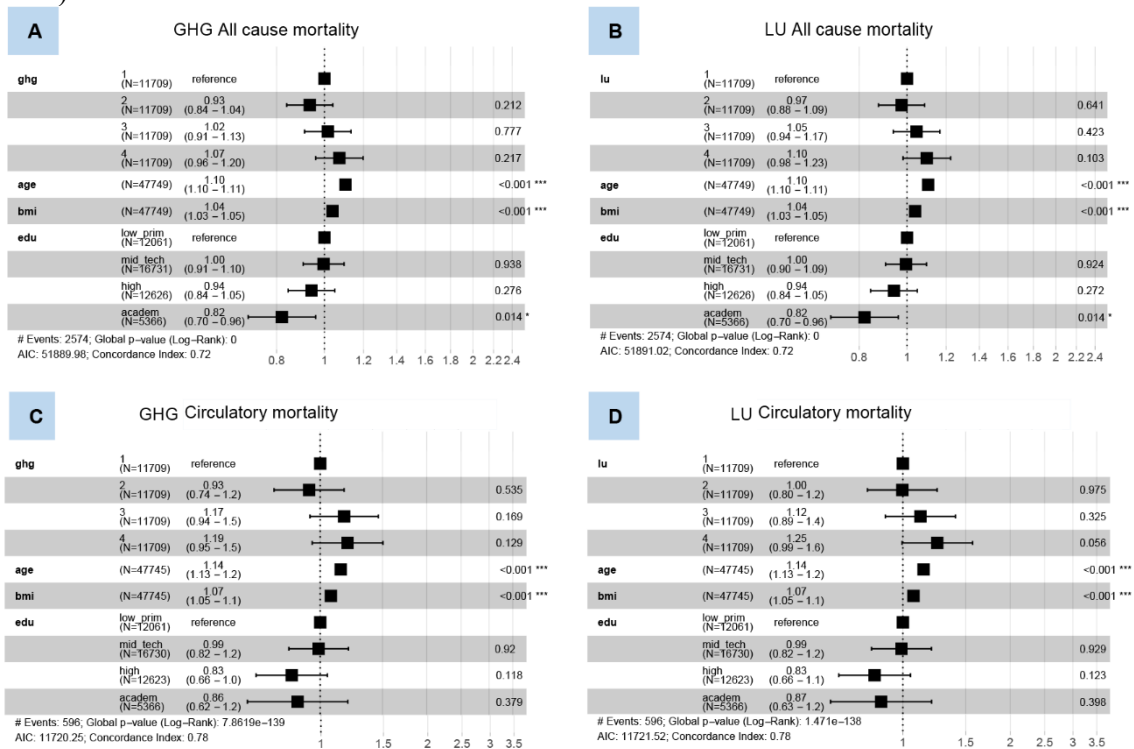 )
A
GHG All cause mortality
ghg
1
(N=11709) reference
2
(N=11709) 0.93
(0.84 – 1.04) 0.212
3
(N=11709) 1.02
(0.91 – 1.13) 0.777
4
(N=11709) 1.07
(0.96 – 1.20) 0.217
age (N=47749) 1.10
(1.10 – 1.11) <0.001 ***
bmi (N=47749) 1.04
(1.03 – 1.05) <0.001 ***
edu
low_prim
(N=12061) reference
mid_tech
(N=16731) 1.00
(0.91 – 1.10) 0.938
high
(N=12626) 0.94
(0.84 – 1.05) 0.276
academ
(N=5366) 0.82
(0.70 – 0.96) 0.014 *
# Events: 2574; Global p−value (Log−Rank): 0
AIC: 51889.98; Concordance Index: 0.72
0.8 1 1.2 1.4 1.6 1.8 2 2.2 2.4
B
LU All cause mortality
lu
1
(N=11709) reference
2
(N=11709) 0.97
(0.88 – 1.09) 0.641
3
(N=11709) 1.05
(0.94 – 1.17) 0.423
4
(N=11709) 1.10
(0.98 – 1.23) 0.103
age (N=47749) 1.10
(1.10 – 1.11) <0.001 ***
bmi (N=47749) 1.04
(1.03 – 1.05) <0.001 ***
edu
low_prim
(N=12061) reference
mid_tech
(N=16731) 1.00
(0.90 – 1.09) 0.924
high
(N=12626) 0.94
(0.84 – 1.05) 0.272
academ
(N=5366) 0.82
(0.70 – 0.96) 0.014 *
# Events: 2574; Global p−value (Log−Rank): 0
AIC: 51891.02; Concordance Index: 0.72
0.8 1 1.2 1.4 1.6 1.8 2 2.2 2.4
C
GHG Circulatory mortality
ghg
1
(N=11709) reference
2
(N=11709) 0.93
(0.74 – 1.2) 0.535
3
(N=11709) 1.17
(0.94 – 1.5) 0.169
4
(N=11709) 1.19
(0.95 – 1.5) 0.129
age (N=47745) 1.14
(1.13 – 1.2) <0.001 ***
bmi (N=47745) 1.07
(1.05 – 1.1) <0.001 ***
edu
low_prim
(N=12061) reference
mid_tech
(N=16730) 0.99
(0.82 – 1.2) 0.92
high
(N=12623) 0.83
(0.66 – 1.0) 0.118
academ
(N=5366) 0.86
(0.62 – 1.2) 0.379
# Events: 596; Global p−value (Log−Rank): 7.8619e−139
AIC: 11720.25; Concordance Index: 0.78
1 1.5 2 2.5 3 3.5
D
LU Circulatory mortality
lu
1
(N=11709) reference
2
(N=11709) 1.00
(0.80 – 1.2) 0.975
3
(N=11709) 1.12
(0.89 – 1.4) 0.325
4
(N=11709) 1.25
(0.99 – 1.6) 0.056
age (N=47745) 1.14
(1.13 – 1.2) <0.001 ***
bmi (N=47745) 1.07
(1.05 – 1.1) <0.001 ***
edu
low_prim
(N=12061) reference
mid_tech
(N=16730) 0.99
(0.82 – 1.2) 0.929
high
(N=12623) 0.83
(0.66 – 1.1) 0.123
academ
(N=5366) 0.87
(0.63 – 1.2) 0.398
# Events: 596; Global p−value (Log−Rank): 1.471e−138
AIC: 11721.52; Concordance Index: 0.78
1 1.5 2 2.5 3 3.5